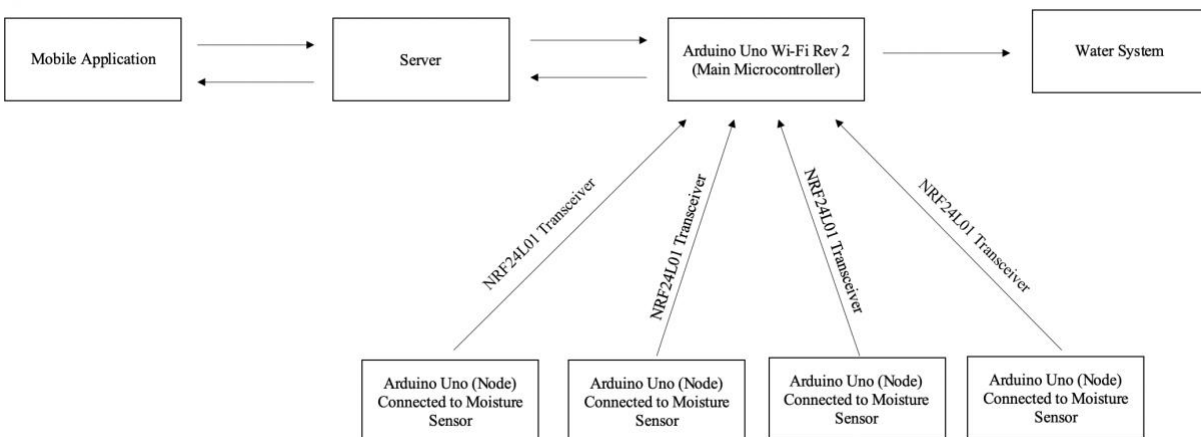 Mobile Application
Server
Arduino Uno Wi-Fi Rev 2
(Main Microcontroller)
Water System
NRF24L01 Transceiver
NRF24L01 Transceiver
NRF24L01 Transceiver
NRF24L01 Transceiver
Arduino Uno (Node)
Connected to Moisture
Sensor
Arduino Uno (Node)
Connected to Moisture
Sensor
Arduino Uno (Node)
Connected to Moisture
Sensor
Arduino Uno (Node)
Connected to Moisture
Sensor